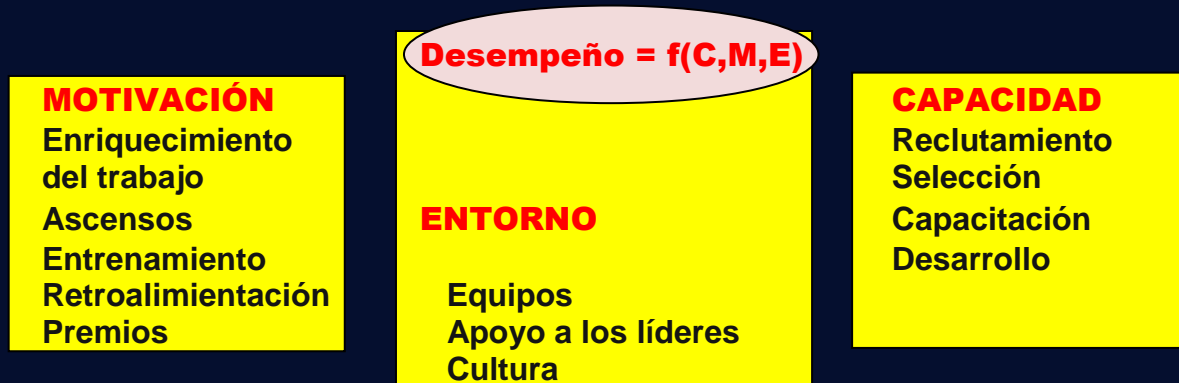 Desempeño = f(C,M,E)
MOTIVACIÓN
Enriquecimiento
del trabajo
Ascensos
Entrenamiento
Retroalimentación
Premios
ENTORNO
Equipos
Apoyo a los líderes
Cultura
CAPACIDAD
Reclutamiento
Selección
Capacitación
Desarrollo